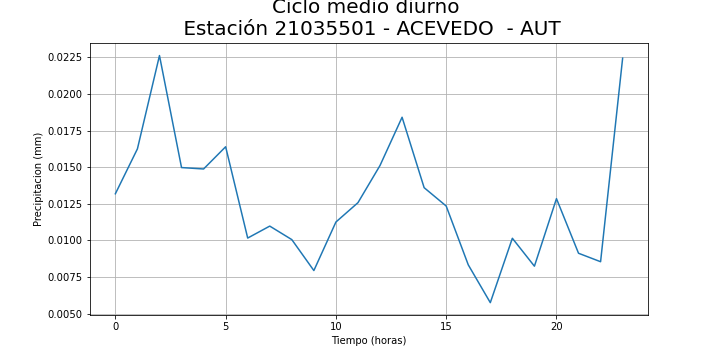 Ciclo medio diurno
Estación 21035501 - ACEVEDO  - AUT
0.0225
0.0200
0.0175
0.0150
0.0125
0.0100
0.0075
0.0050
Precipitacion (mm)
0 5 10 15 20
Tiempo (horas)